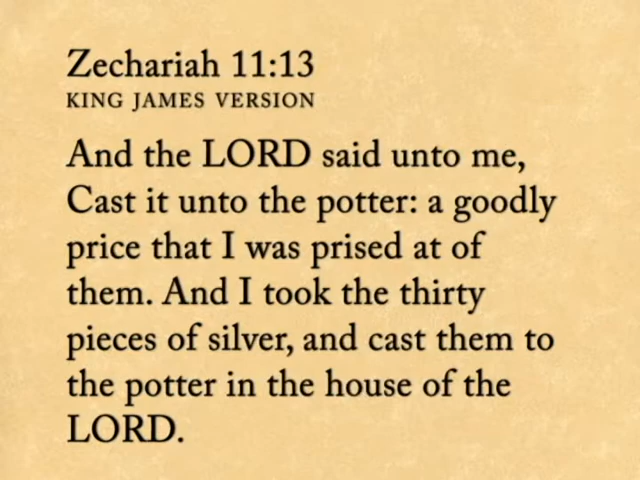 Zechariah 11:13
KING JAMES VERSION
And the LORD said unto me,
Cast it unto the potter: a goodly
price that I was prised at of
them. And I took the thirty
pieces of silver, and cast them to
the potter in the house of the
LORD.